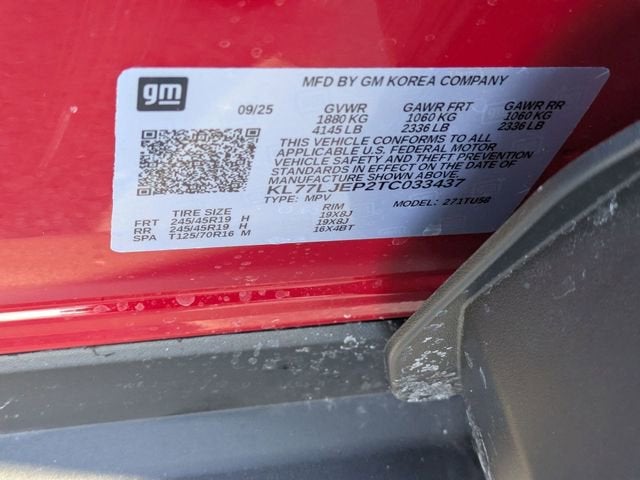 MFD BY GM KOREA COMPANY
gm
09/25 GVWR GAWR FRT GAWR RR
1880 KG 1060 KG 1060 KG
4145 LB 2336 LB 2336 LB
THIS VEHICLE CONFORMS TO ALL
APPLICABLE U.S. FEDERAL MOTOR
VEHICLE SAFETY AND THEFT PREVENTION
STANDARDS IN EFFECT ON THE DATE OF
MANUFACTURE SHOWN ABOVE.
KL77LJEP2TC033437
TYPE: MPV MODEL: 271TU58
TIRE SIZE RIM
FRT 245/45R19 H 19X8J
RR 245/45R19 H 19X8J
SPA T125/70R16 M 16X4BT